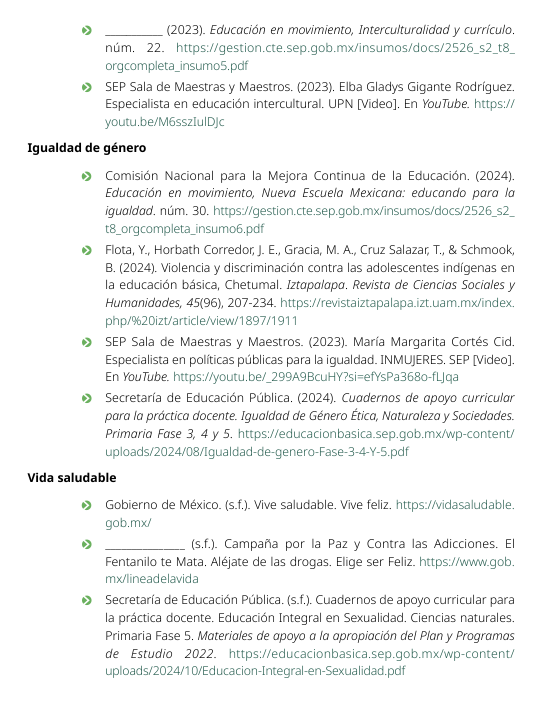 ___________ (2023). Educación en movimiento, Interculturalidad y currículo.
núm. 22. https://gestion.cte.sep.gob.mx/insumos/docs/2526_s2_t8_
orgcompleta_insumo5.pdf
SEP Sala de Maestras y Maestros. (2023). Elba Gladys Gigante Rodríguez.
Especialista en educación intercultural. UPN [Video]. En YouTube. https://
youtu.be/M6sszIulDJc
Igualdad de género
Comisión Nacional para la Mejora Continua de la Educación. (2024).
Educación en movimiento, Nueva Escuela Mexicana: educando para la
igualdad. núm. 30. https://gestion.cte.sep.gob.mx/insumos/docs/2526_s2_
t8_orgcompleta_insumo6.pdf
Flota, Y., Horbath Corredor, J. E., Gracia, M. A., Cruz Salazar, T., & Schmook,
B. (2024). Violencia y discriminación contra las adolescentes indígenas en
la educación básica, Chetumal. Iztapalapa. Revista de Ciencias Sociales y
Humanidades, 45(96), 207-234. https://revistaiztapalapa.izt.uam.mx/index.
php/%20izt/article/view/1897/1911
SEP Sala de Maestras y Maestros. (2023). María Margarita Cortés Cid.
Especialista en políticas públicas para la igualdad. INMUJERES. SEP [Video].
En YouTube. https://youtu.be/_299A9BcuHY?si=efYsPa368o-fLJqa
Secretaría de Educación Pública. (2024). Cuadernos de apoyo curricular
para la práctica docente. Igualdad de Género Ética, Naturaleza y Sociedades.
Primaria Fase 3, 4 y 5. https://educacionbasica.sep.gob.mx/wp-content/
uploads/2024/08/Igualdad-de-genero-Fase-3-4-Y-5.pdf
Vida saludable
Gobierno de México. (s.f.). Vive saludable. Vive feliz. https://vidasaludable.
gob.mx/
_______________ (s.f.). Campaña por la Paz y Contra las Adicciones. El
Fentanilo te Mata. Aléjate de las drogas. Elige ser Feliz. https://www.gob.
mx/lineadelavida
Secretaría de Educación Pública. (s.f.). Cuadernos de apoyo curricular para
la práctica docente. Educación Integral en Sexualidad. Ciencias naturales.
Primaria Fase 5. Materiales de apoyo a la apropiación del Plan y Programas
de Estudio 2022. https://educacionbasica.sep.gob.mx/wp-content/
uploads/2024/10/Educacion-Integral-en-Sexualidad.pdf